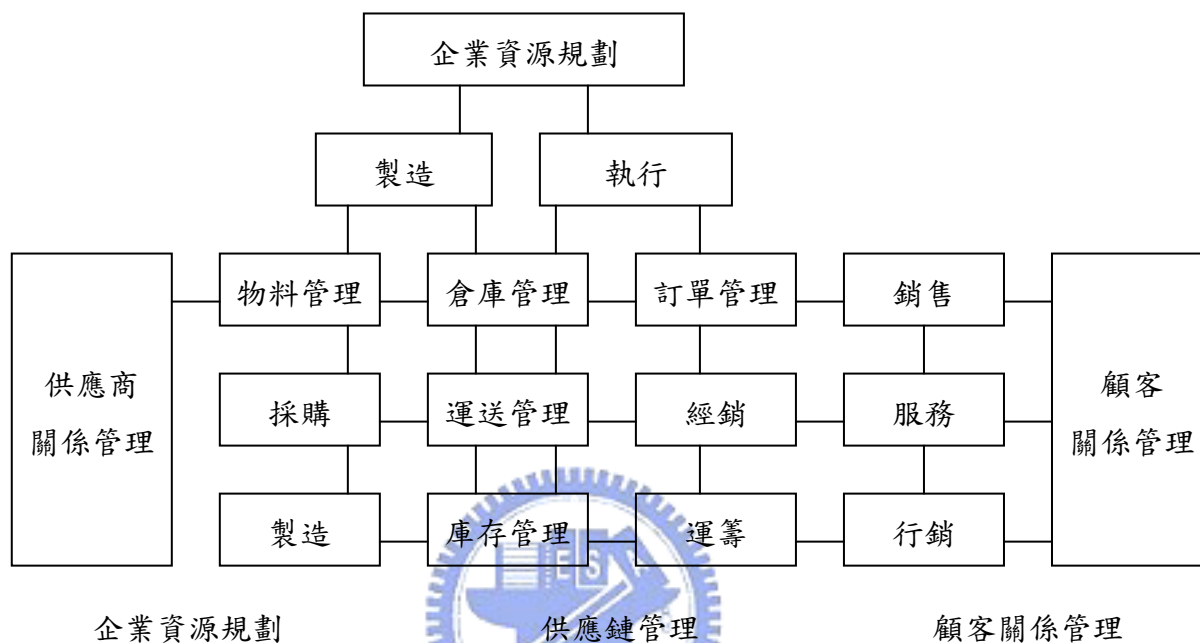 企業資源規劃
製造
執行
物料管理
倉庫管理
訂單管理
銷售
供應商
關係管理
採購
運送管理
經銷
服務
顧客
關係管理
製造
庫存管理
運籌
行銷
企業資源規劃
供應鏈管理
顧客關係管理